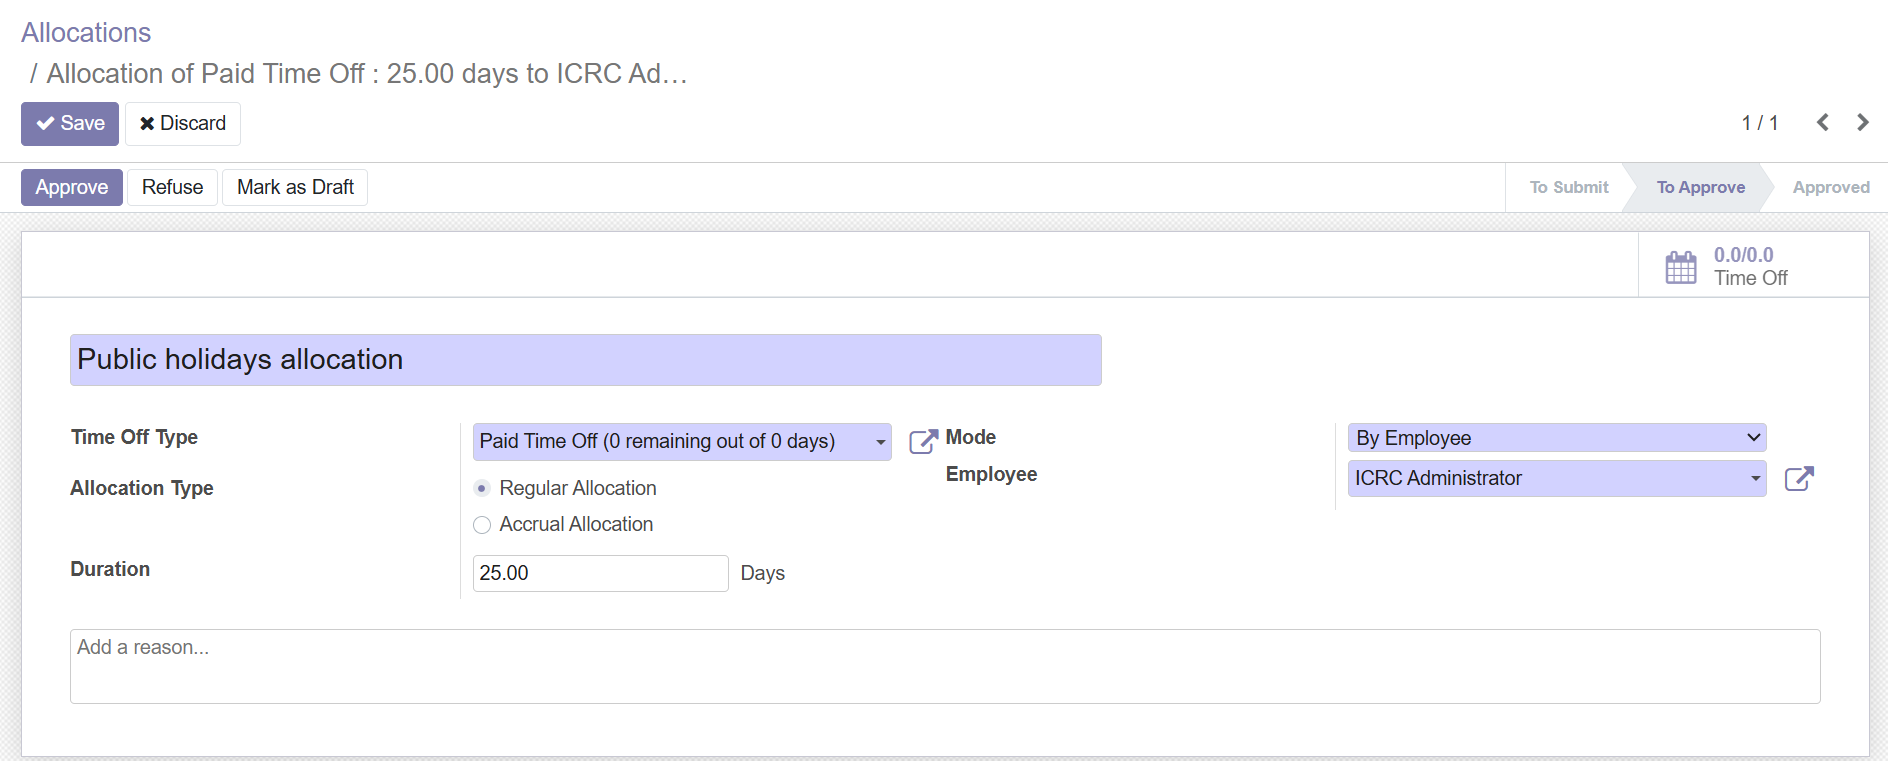 Allocations
/ Allocation of Paid Time Off : 25.00 days to ICRC Ad...
Save Discard 1 / 1
Approve Refuse Mark as Draft To Submit To Approve Approved
0.0/0.0
Time Off
Public holidays allocation
Time Off Type Paid Time Off (0 remaining out of 0 days) Mode By Employee
Employee ICRC Administrator
Allocation Type Regular Allocation
Accrual Allocation
Duration 25.00 Days
Add a reason...